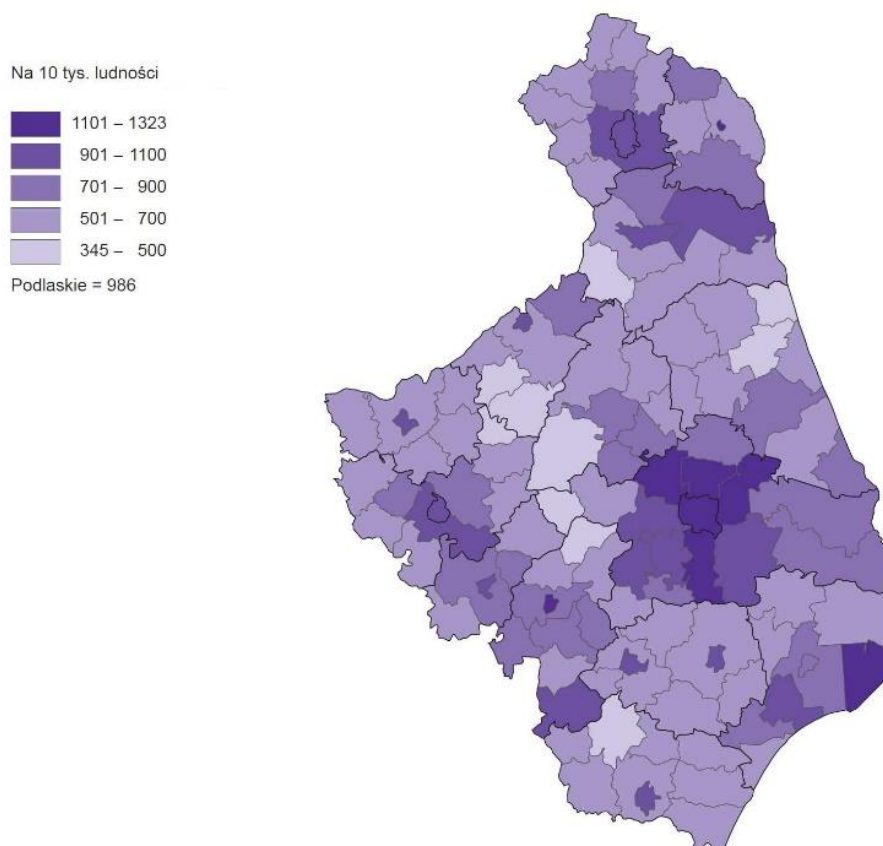 Na 10 tys. ludności
1101 – 1323
901 – 1100
701 – 900
501 – 700
345 – 500
Podlaskie = 986